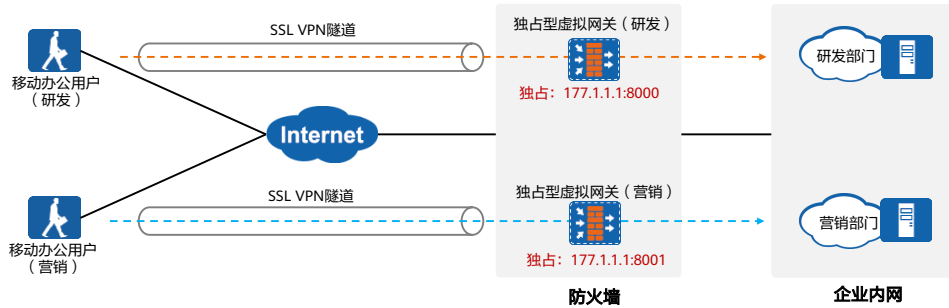 SSL VPN隧道
独占型虚拟网关（研发）
移动办公用户
（研发）
独占：177.1.1.1:8000
研发部门
Internet
SSL VPN隧道
独占型虚拟网关（营销）
移动办公用户
（营销）
独占：177.1.1.1:8001
营销部门
防火墙
企业内网